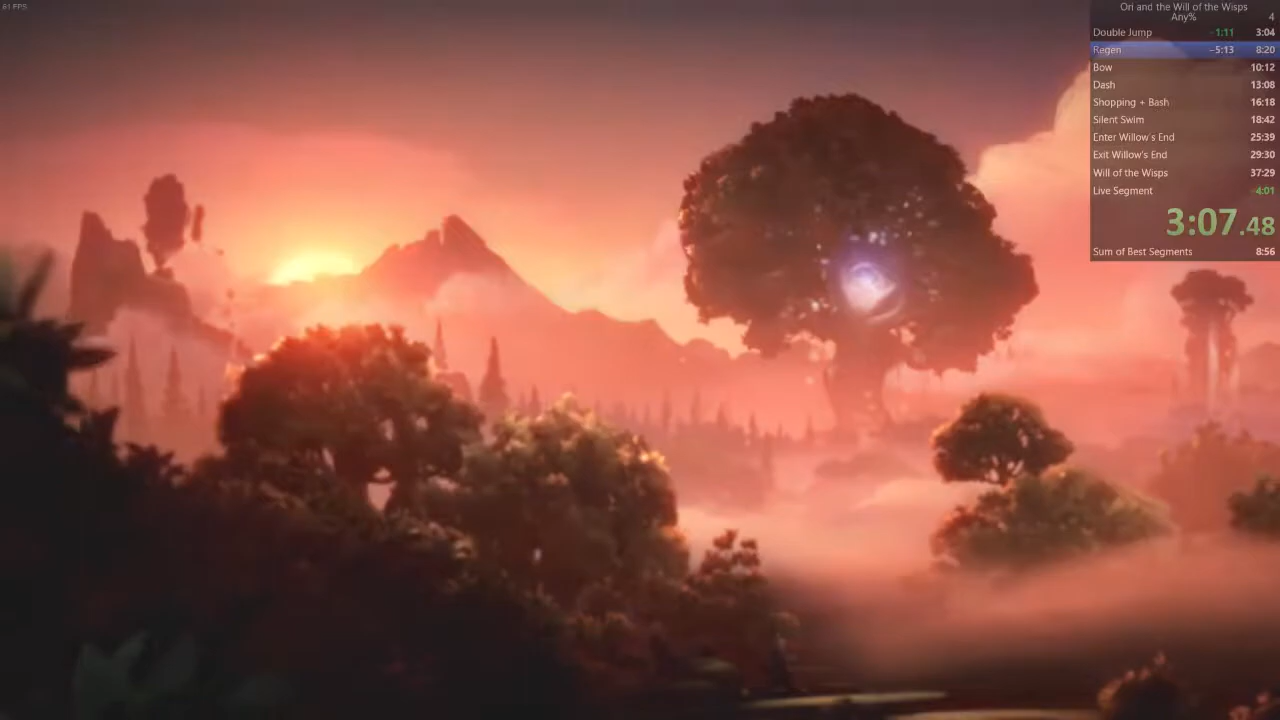 61 FPS
Ori and the Will of the Wisps
Any% 4
Double Jump -1:11 3:04
Regen -5:13 8:20
Bow 10:12
Dash 13:08
Shopping + Bash 16:18
Silent Swim 18:42
Enter Willow's End 25:39
Exit Willow's End 29:30
Will of the Wisps 37:29
Live Segment -4:01
3:07.48
Sum of Best Segments 8:56